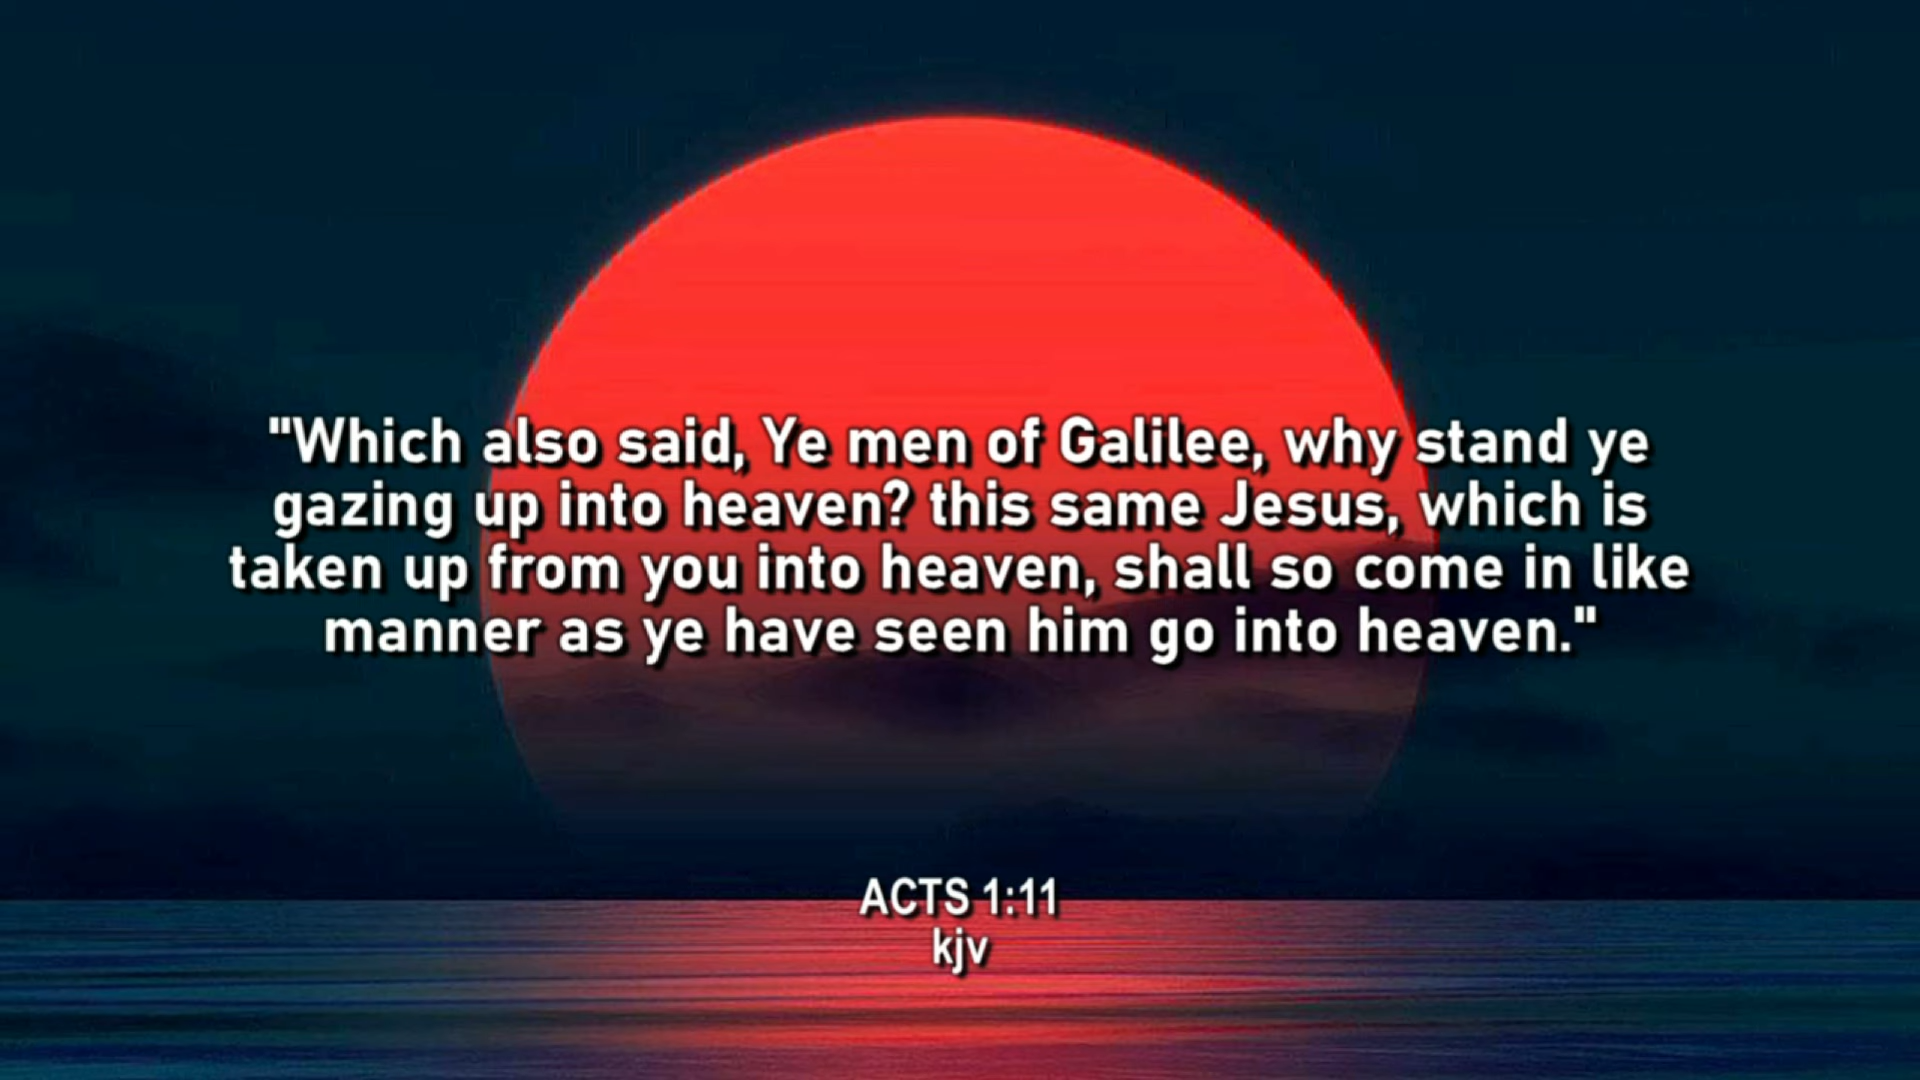 "Which also said, Ye men of Galilee, why stand ye
gazing up into heaven? this same Jesus, which is
taken up from you into heaven, shall so come in like
manner as ye have seen him go into heaven."
ACTS 1:11
kjv